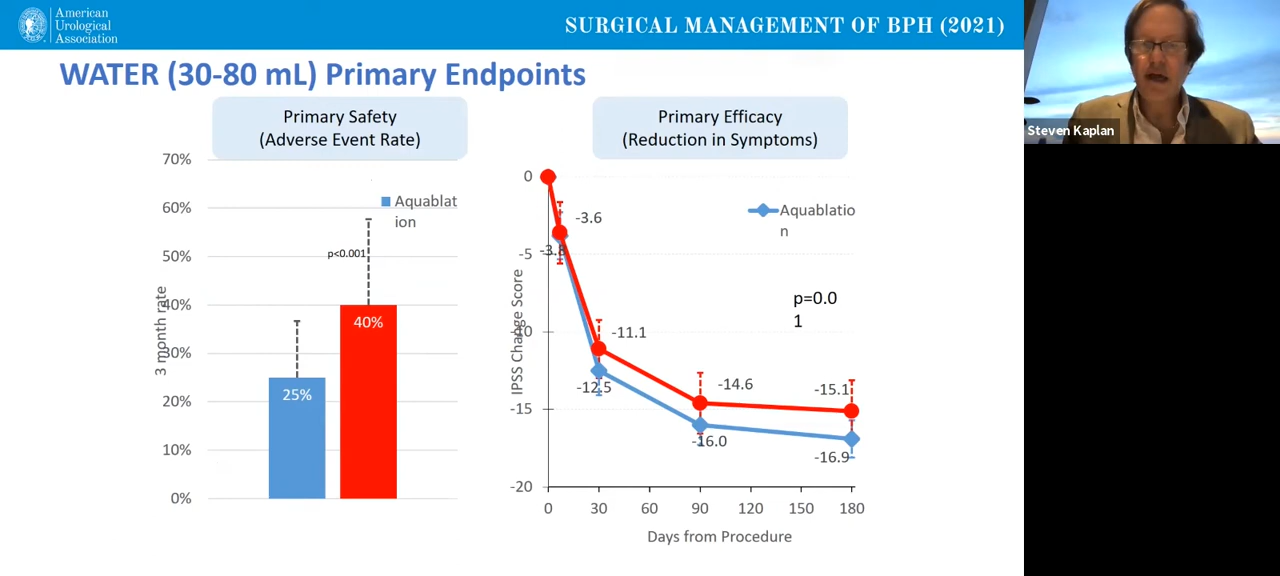 American
Urological
Association
SURGICAL MANAGEMENT OF BPH (2021)
WATER (30-80 mL) Primary Endpoints
Primary Safety
(Adverse Event Rate)
70%
60%
50%
40%
30%
20%
10%
0%
3 month rate
Aquablat
ion
p<0.001
25%
40%
Primary Efficacy
(Reduction in Symptoms)
0
-5
-10
-15
-20
IPSS Change Score
Aquablatio
n
-3.6
-3.8
-11.1
-12.5
-14.6
-16.0
-15.1
-16.9
p=0.0
1
0 30 60 90 120 150 180
Days from Procedure
Steven Kaplan